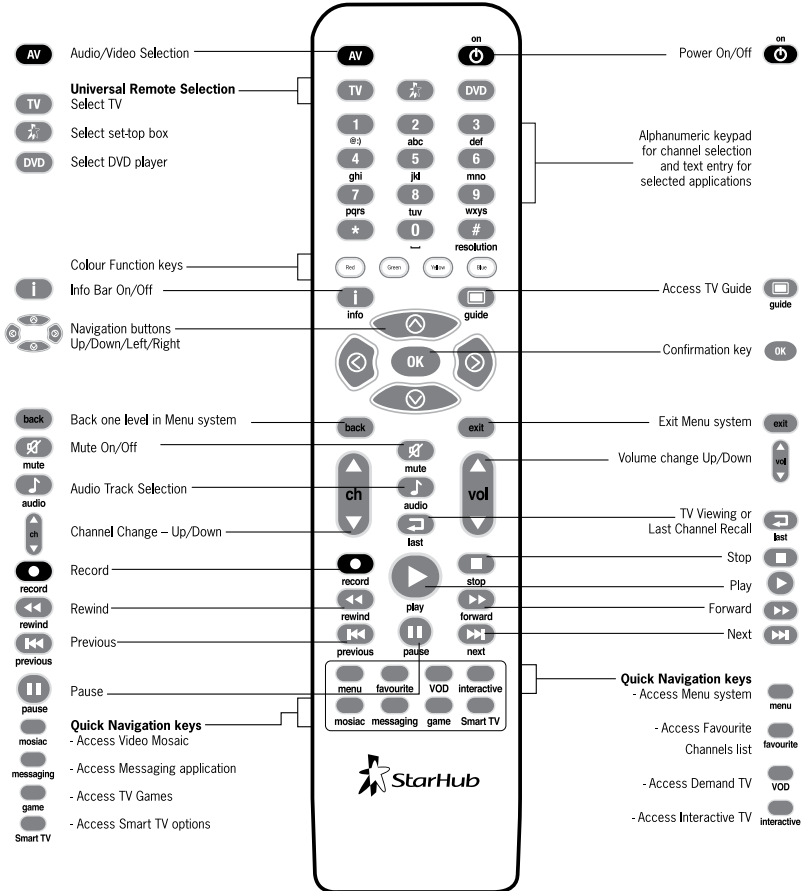 AV
Audio/Video Selection
Universal Remote Selection
TV
Select TV
Select set-top box
DVD
Select DVD player
Colour Function keys
i
Info Bar On/Off
Navigation buttons
Up/Down/Left/Right
back
Back one level in Menu system
Mute On/Off
mute
Audio Track Selection
audio
ch
Channel Change – Up/Down
Record
record
Rewind
rewind
Previous
previous
Pause
pause
Quick Navigation keys
mosiac
- Access Video Mosaic
messaging
- Access Messaging application
game
- Access TV Games
Smart TV
- Access Smart TV options
on
AV
TV
DVD
1 2 3
@:) abc def
4 5 6
ghi jkl mno
7 8 9
pqrs tuv wxys
* 0 #
resolution
Red Green Yellow Blue
i
info guide
OK
back exit
mute
ch vol
audio
last
record stop
play
rewind forward
previous pause next
menu favourite VOD interactive
mosiac messaging game Smart TV
StarHub
on
Power On/Off
Alphanumeric keypad
for channel selection
and text entry for
selected applications
Access TV Guide
guide
Confirmation key
OK
Exit Menu system
exit
Volume change Up/Down
vol
TV Viewing or
Last Channel Recall
last
Stop
Play
Forward
Next
Quick Navigation keys
- Access Menu system
menu
- Access Favourite
Channels list
favourite
- Access Demand TV
VOD
- Access Interactive TV
interactive